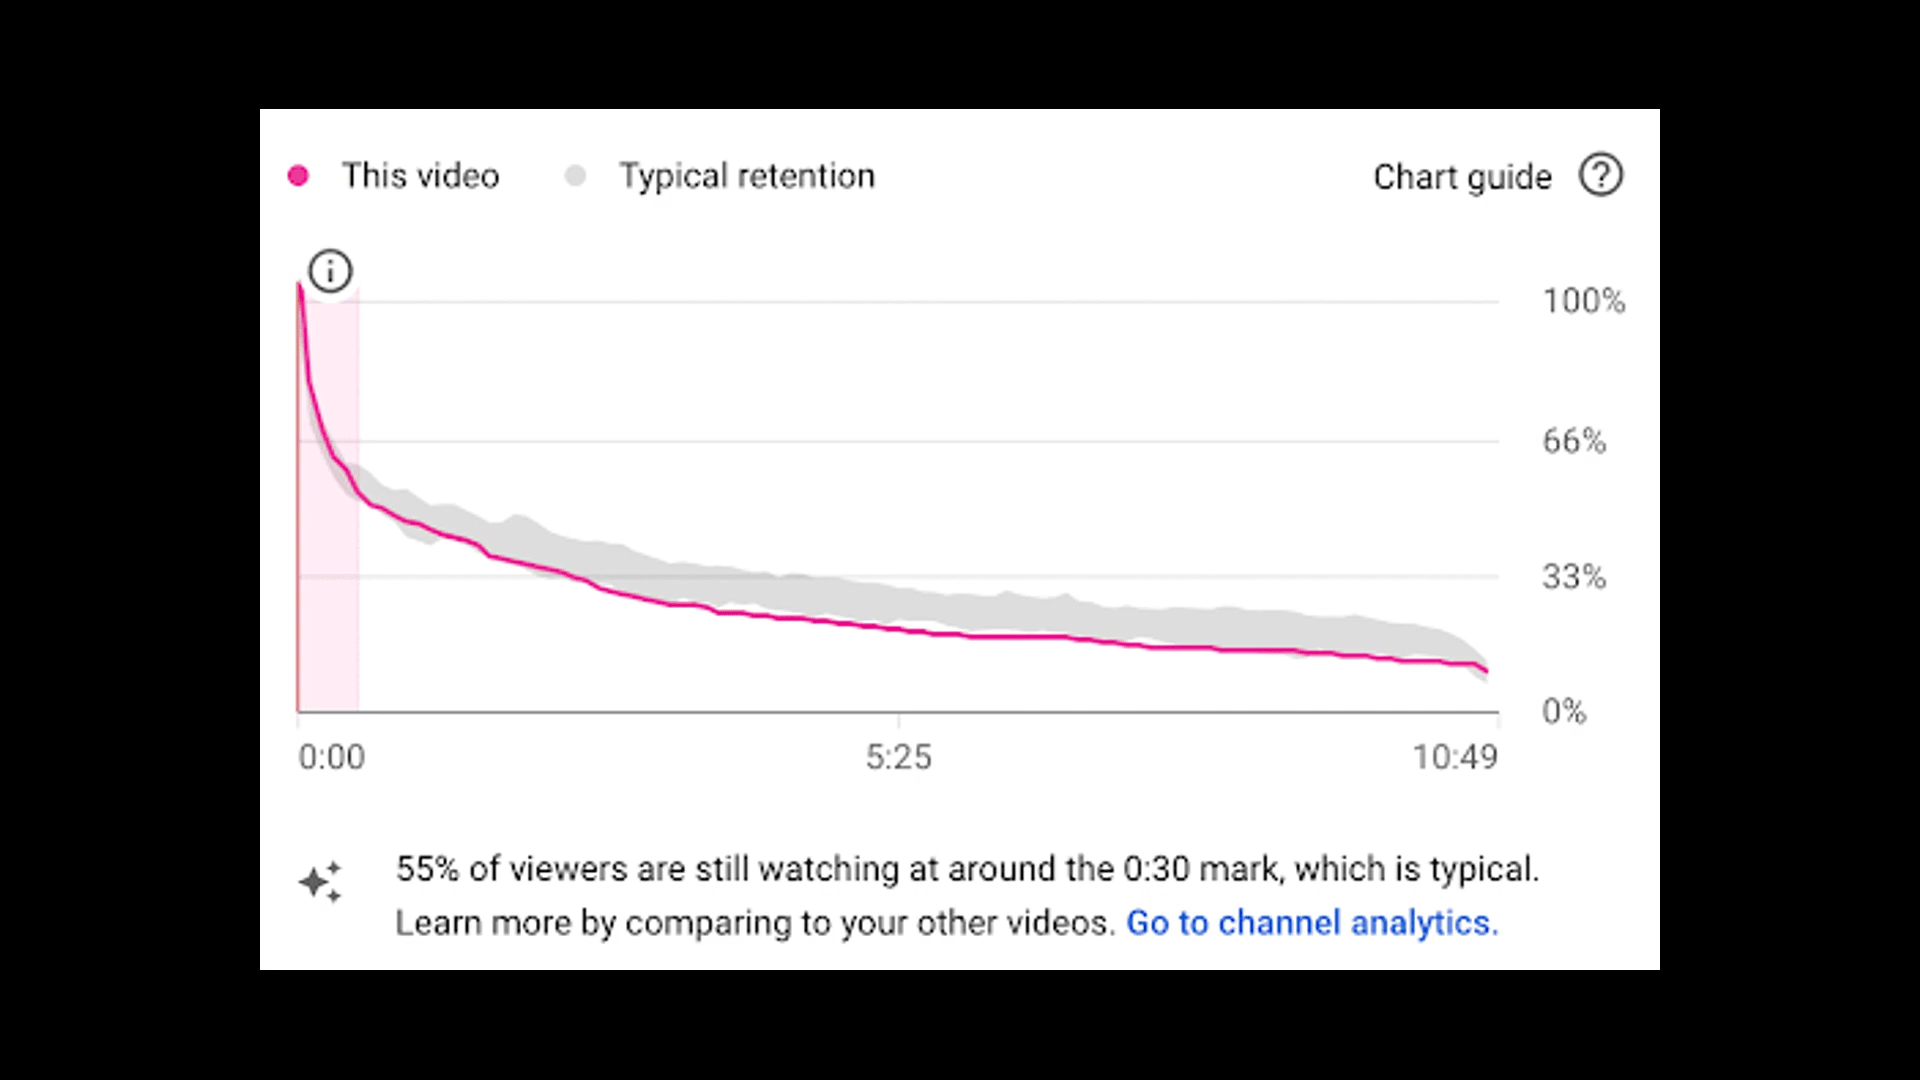 This video
Typical retention
Chart guide
100%
66%
33%
0%
0:00
5:25
10:49
55% of viewers are still watching at around the 0:30 mark, which is typical.
Learn more by comparing to your other videos. Go to channel analytics.